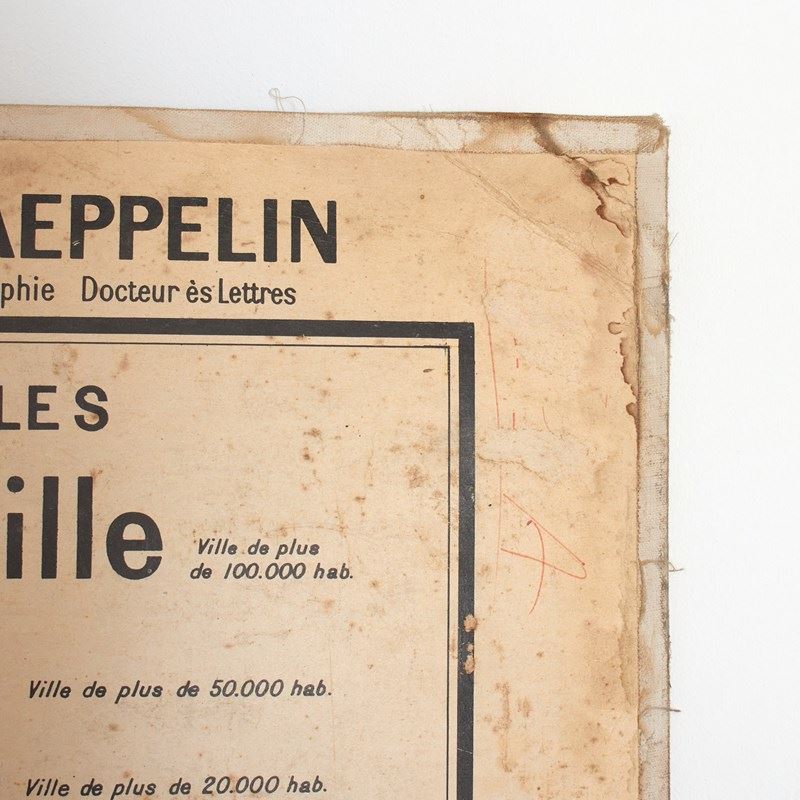 AEPPELIN
phie Docteur ès Lettres
LES
ille
Ville de plus
de 100.000 hab.
Ville de plus de 50.000 hab.
Ville de plus de 20.000 hab.